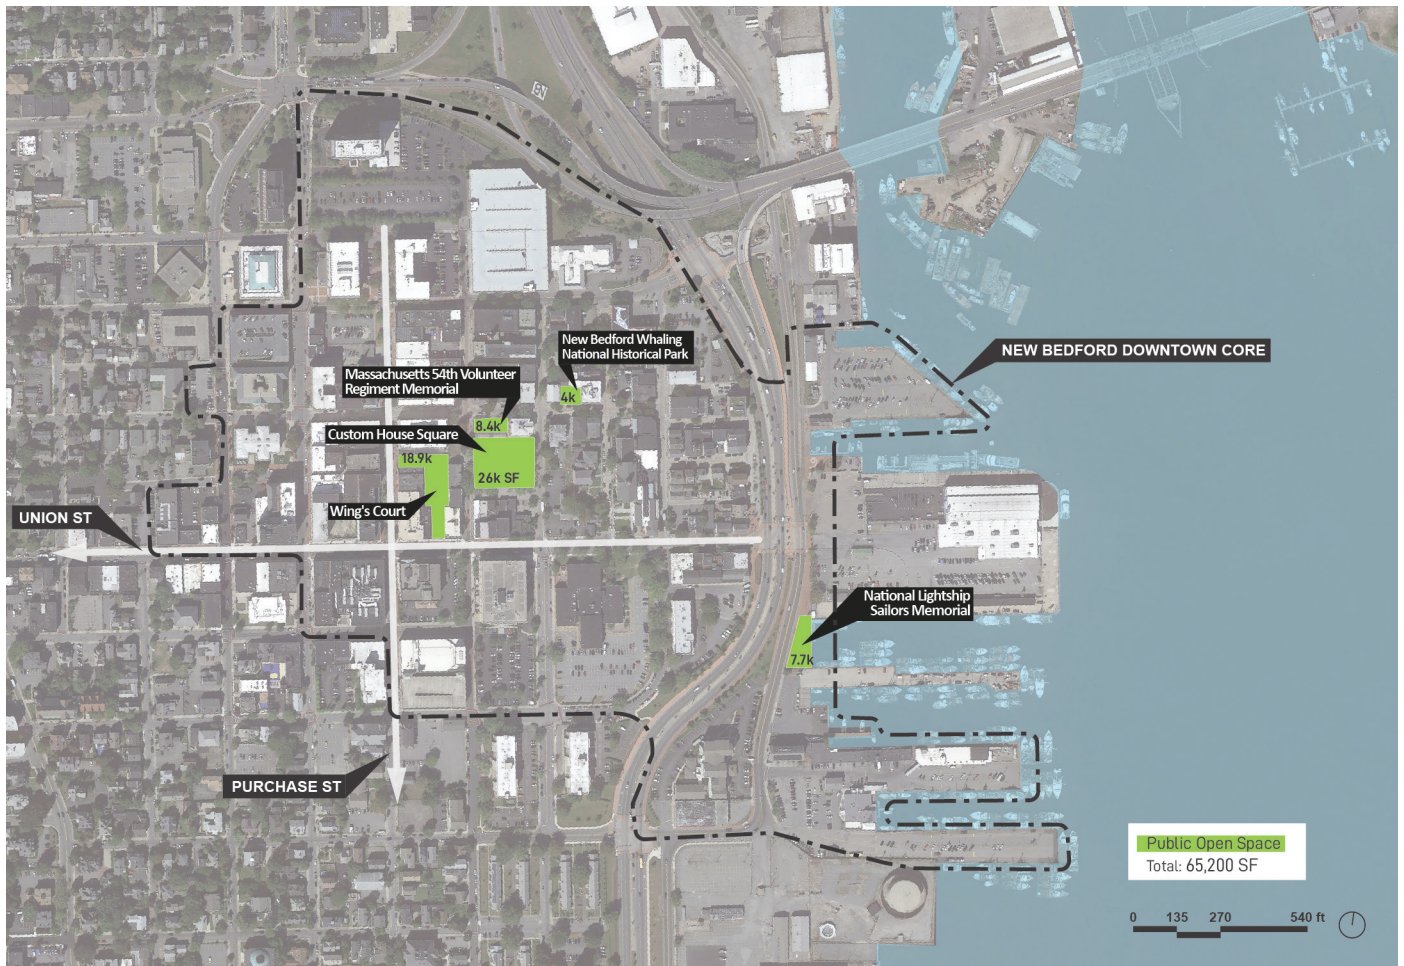 New Bedford Whaling
National Historical Park
4k
NEW BEDFORD DOWNTOWN CORE
Massachusetts 54th Volunteer
Regiment Memorial
8.4k
Custom House Square
26k SF
18.9k
Wing's Court
UNION ST
National Lightship
Sailors Memorial
7.7k
PURCHASE ST
Public Open Space
Total: 65,200 SF
0 135 270 540 ft